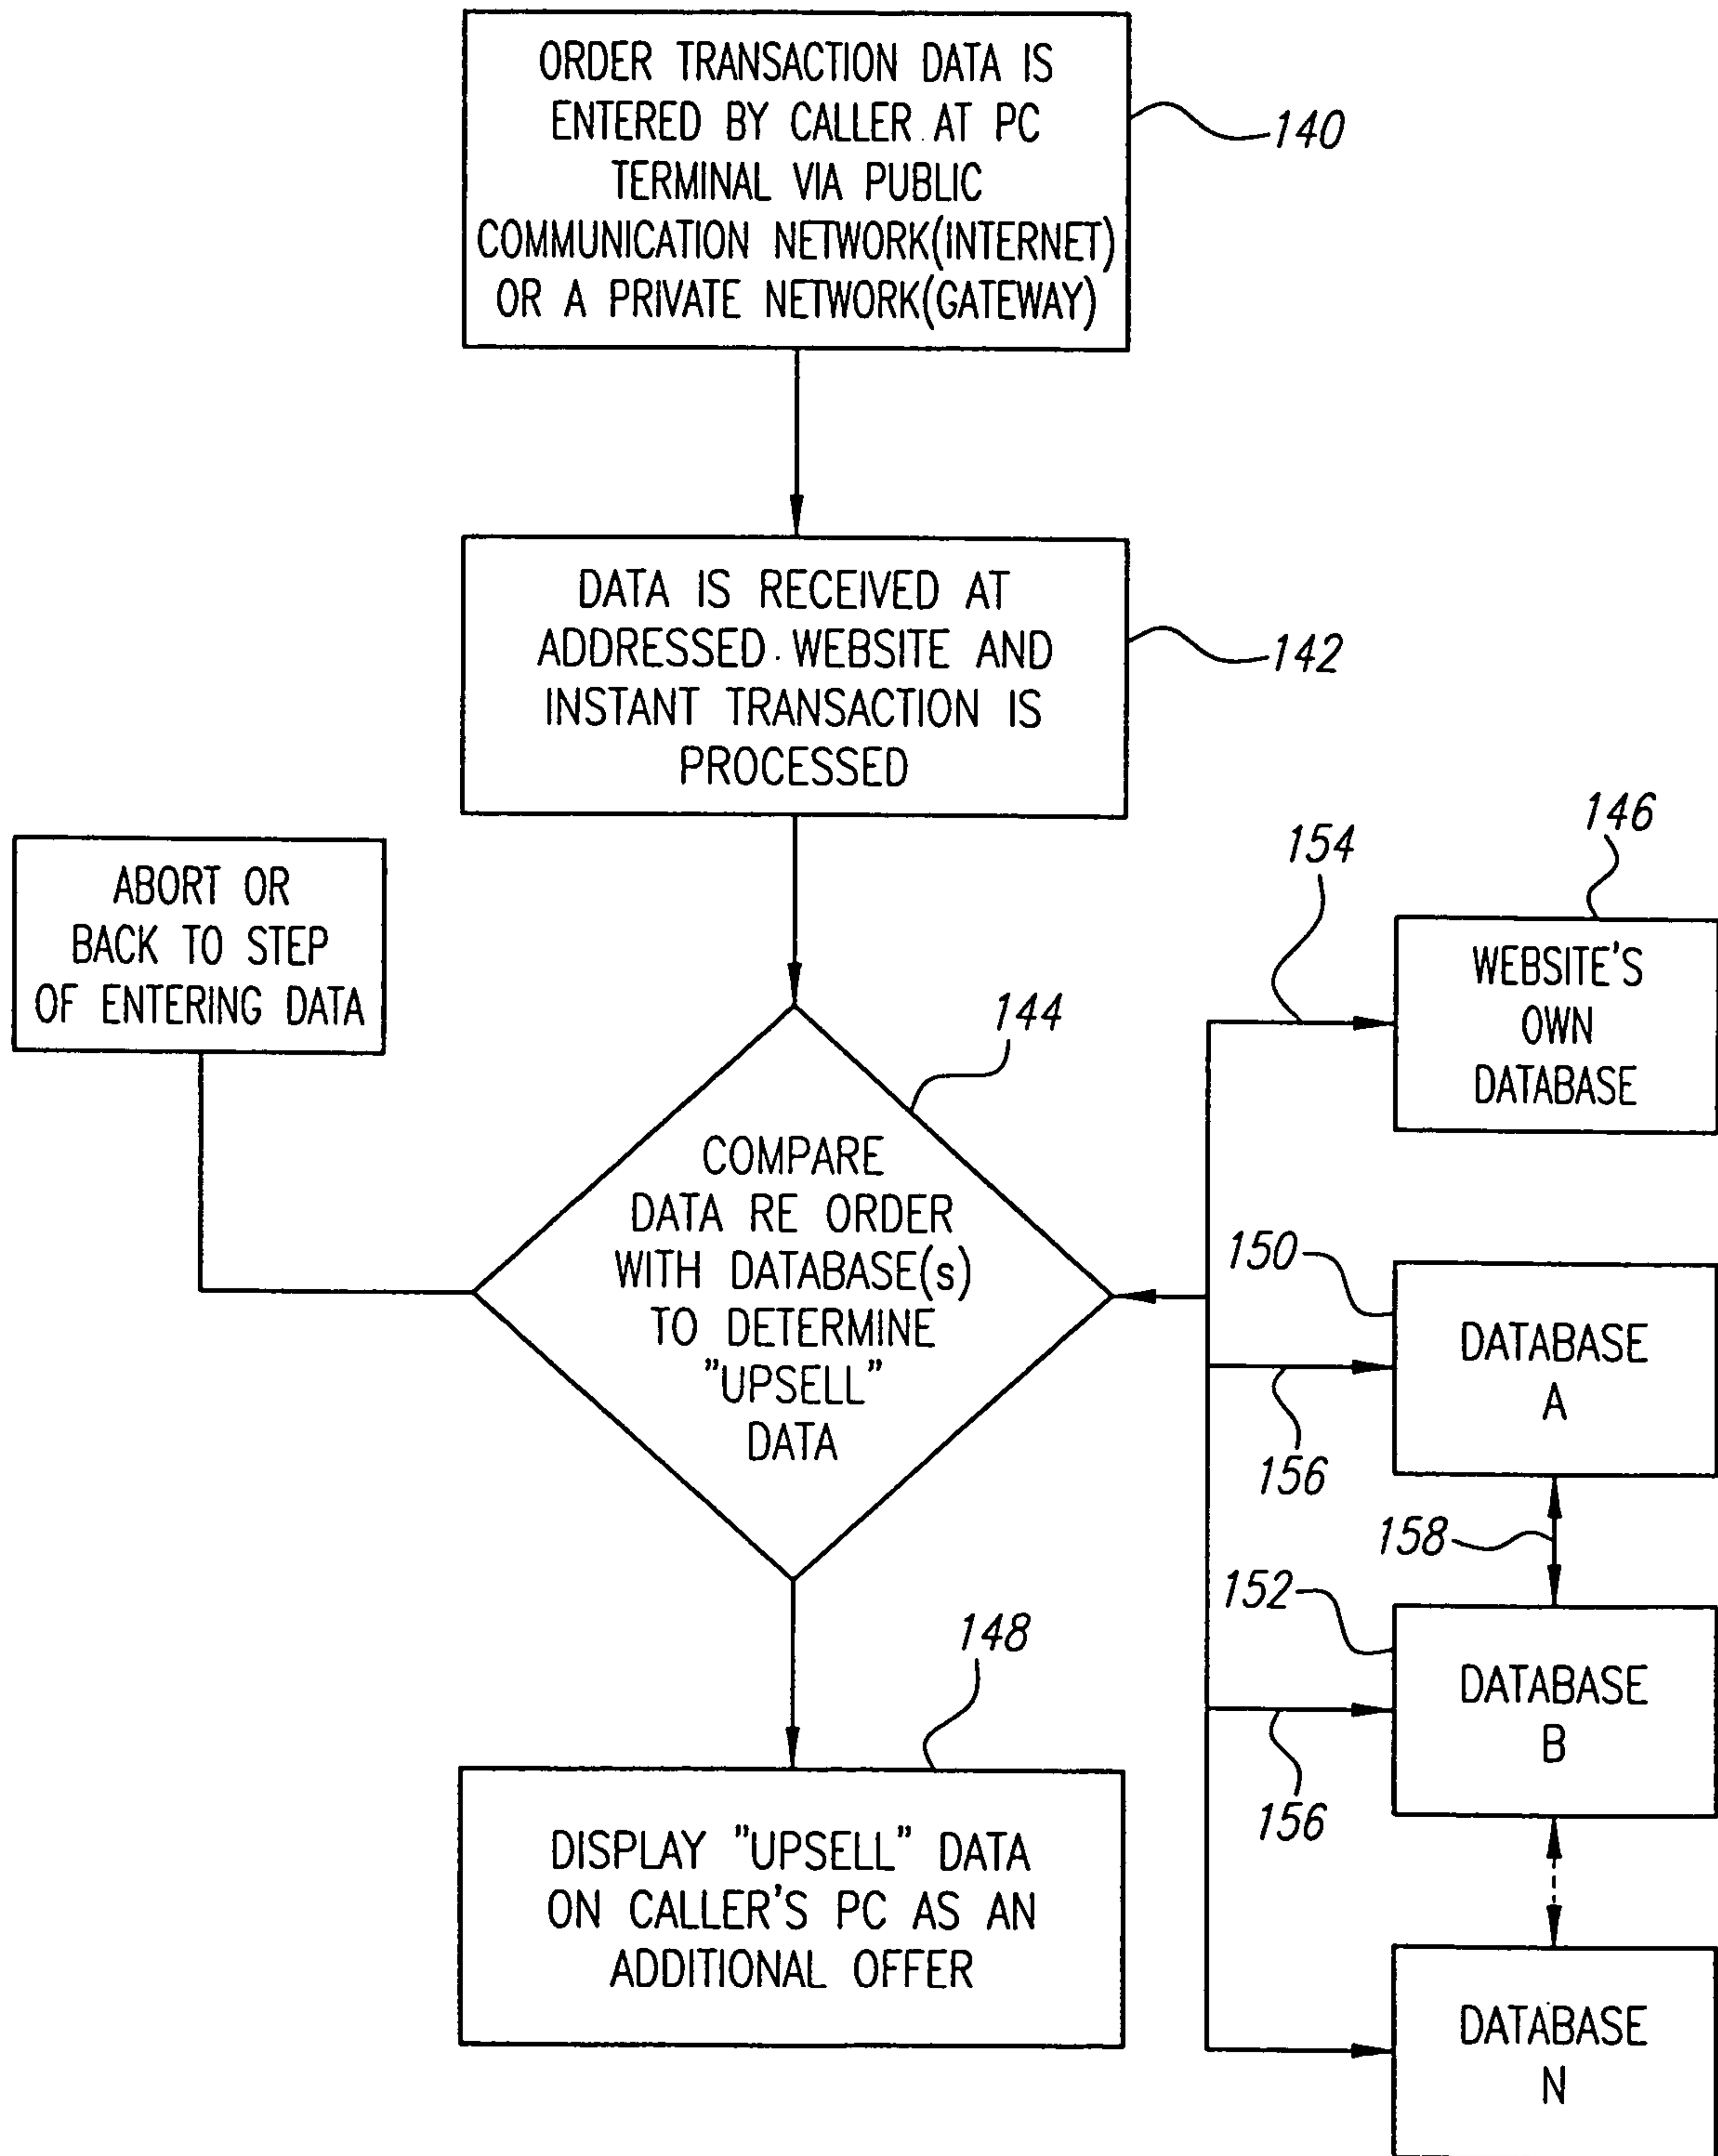 ORDER TRANSACTION DATA IS
ENTERED BY CALLER AT PC
TERMINAL VIA PUBLIC
COMMUNICATION NETWORK(INTERNET)
OR A PRIVATE NETWORK(GATEWAY)
140
DATA IS RECEIVED AT
ADDRESSED WEBSITE AND
INSTANT TRANSACTION IS
PROCESSED
142
ABORT OR
BACK TO STEP
OF ENTERING DATA
144
COMPARE
DATA RE ORDER
WITH DATABASE(s)
TO DETERMINE
"UPSELL"
DATA
154
146
WEBSITE'S
OWN
DATABASE
150
DATABASE
A
156
158
152
DATABASE
B
156
148
DISPLAY "UPSELL" DATA
ON CALLER'S PC AS AN
ADDITIONAL OFFER
DATABASE
N